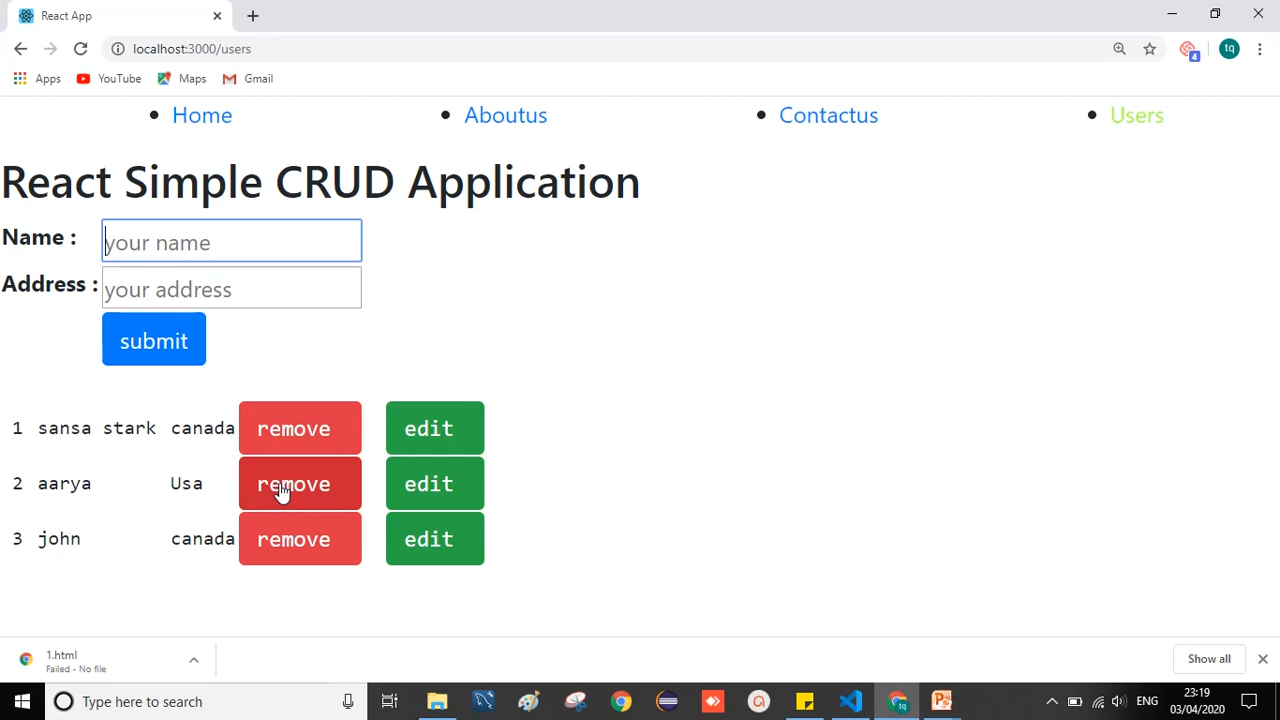 React App
localhost:3000/users
4
tq
Apps YouTube Maps Gmail
Home Aboutus Contactus Users
React Simple CRUD Application
Name : your name
Address : your address
submit
1 sansa stark canada remove edit
2 aarya Usa remove edit
3 john canada remove edit
1.html
Failed - No file
Show all
Type here to search
ENG
23:19
03/04/2020